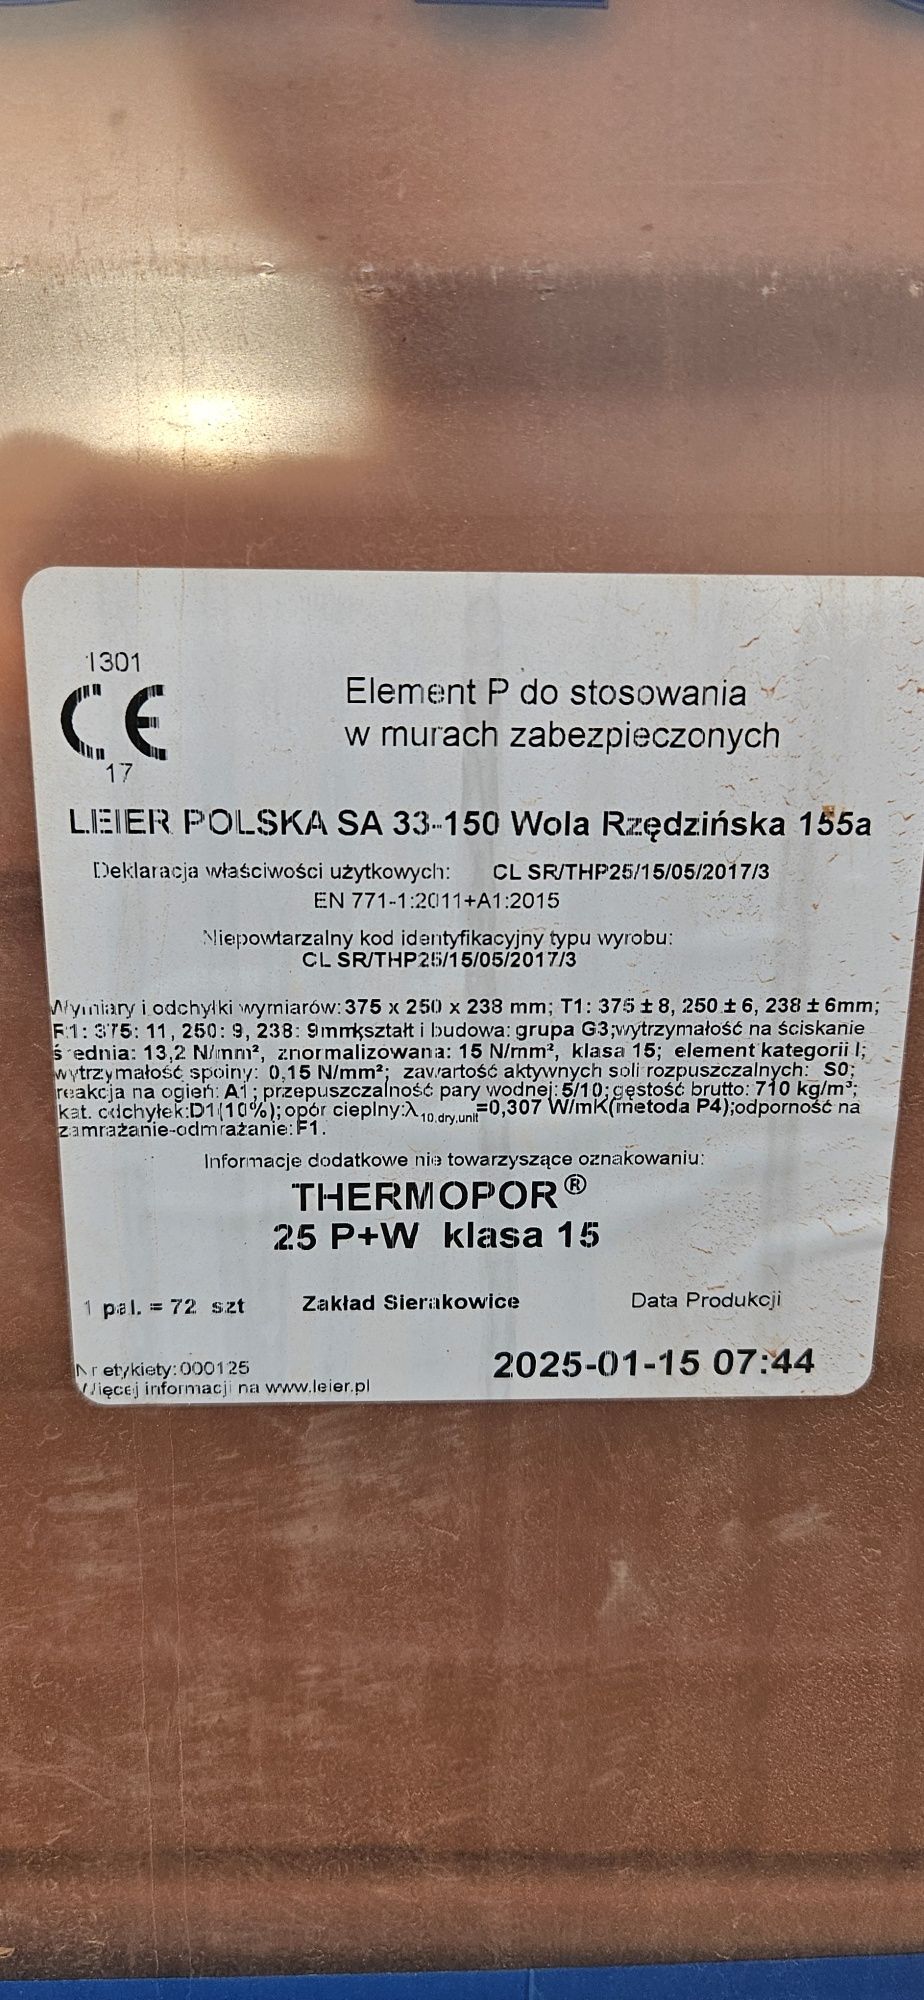 1301
CE
17
Element P do stosowania
w murach zabezpieczonych
LEIER POLSKA SA 33-150 Wola Rzędzińska 155a
Deklaracja właściwości użytkowych: CL SR/THP25/15/05/2017/3
EN 771-1:2011+A1:2015
Niepowtarzalny kod identyfikacyjny typu wyrobu:
CL SR/THP25/15/05/2017/3
Wymiary i odchyłki wymiarów: 375 x 250 x 238 mm; T1: 375 ± 8, 250 ± 6, 238 ± 6mm;
R1: 375: 11, 250: 9, 238: 9mmkształt i budowa: grupa G3;wytrzymałość na ściskanie
średnia: 13,2 N/mm², znormalizowana: 15 N/mm², klasa 15; element kategorii I;
wytrzymałość spoiny: 0,15 N/mm²; zawartość aktywnych soli rozpuszczalnych: S0;
reakcja na ogień: A1; przepuszczalność pary wodnej: 5/10; gęstość brutto: 710 kg/m³;
kat. odchyłek:D1(10%); opór cieplny:λ10,dry,unit=0,307 W/mK(metoda P4);odporność na
zamrażanie-odmrażanie:F1.
Informacje dodatkowe nie towarzyszące oznakowaniu:
THERMOPOR®
25 P+W klasa 15
1 pal. = 72 szt Zakład Sierakowice Data Produkcji
Nr etykiety:000125 2025-01-15 07:44
Więcej informacji na www.leier.pl